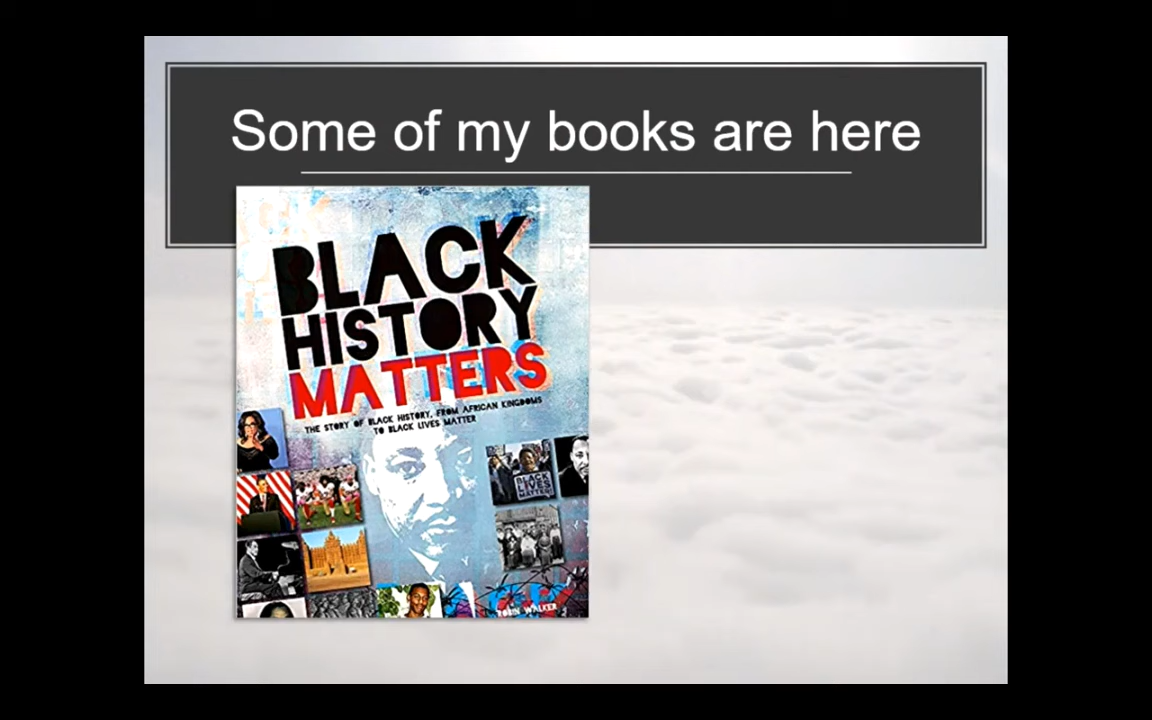 Some of my books are here
BLACK
HISTORY
MATTERS
THE STORY OF BLACK HISTORY, FROM AFRICAN KINGDOMS
TO BLACK LIVES MATTER
BLACK
LIVES
MATTER
ROBIN WALKER